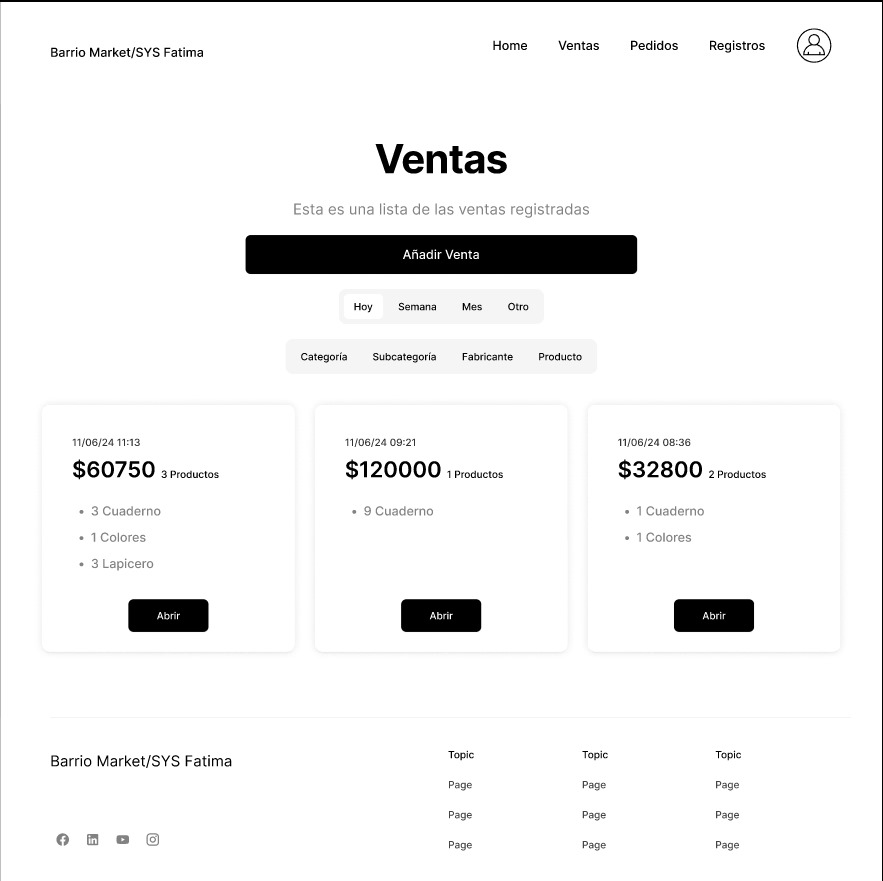 Barrio Market/SYS Fatima
Home Ventas Pedidos Registros
Ventas
Esta es una lista de las ventas registradas
Añadir Venta
Hoy Semana Mes Otro
Categoría Subcategoría Fabricante Producto
11/06/24 11:13
$60750 3 Productos
• 3 Cuaderno
• 1 Colores
• 3 Lapicero
Abrir
11/06/24 09:21
$120000 1 Productos
• 9 Cuaderno
Abrir
11/06/24 08:36
$32800 2 Productos
• 1 Cuaderno
• 1 Colores
Abrir
Barrio Market/SYS Fatima
Topic
Page
Page
Page
Topic
Page
Page
Page
Topic
Page
Page
Page